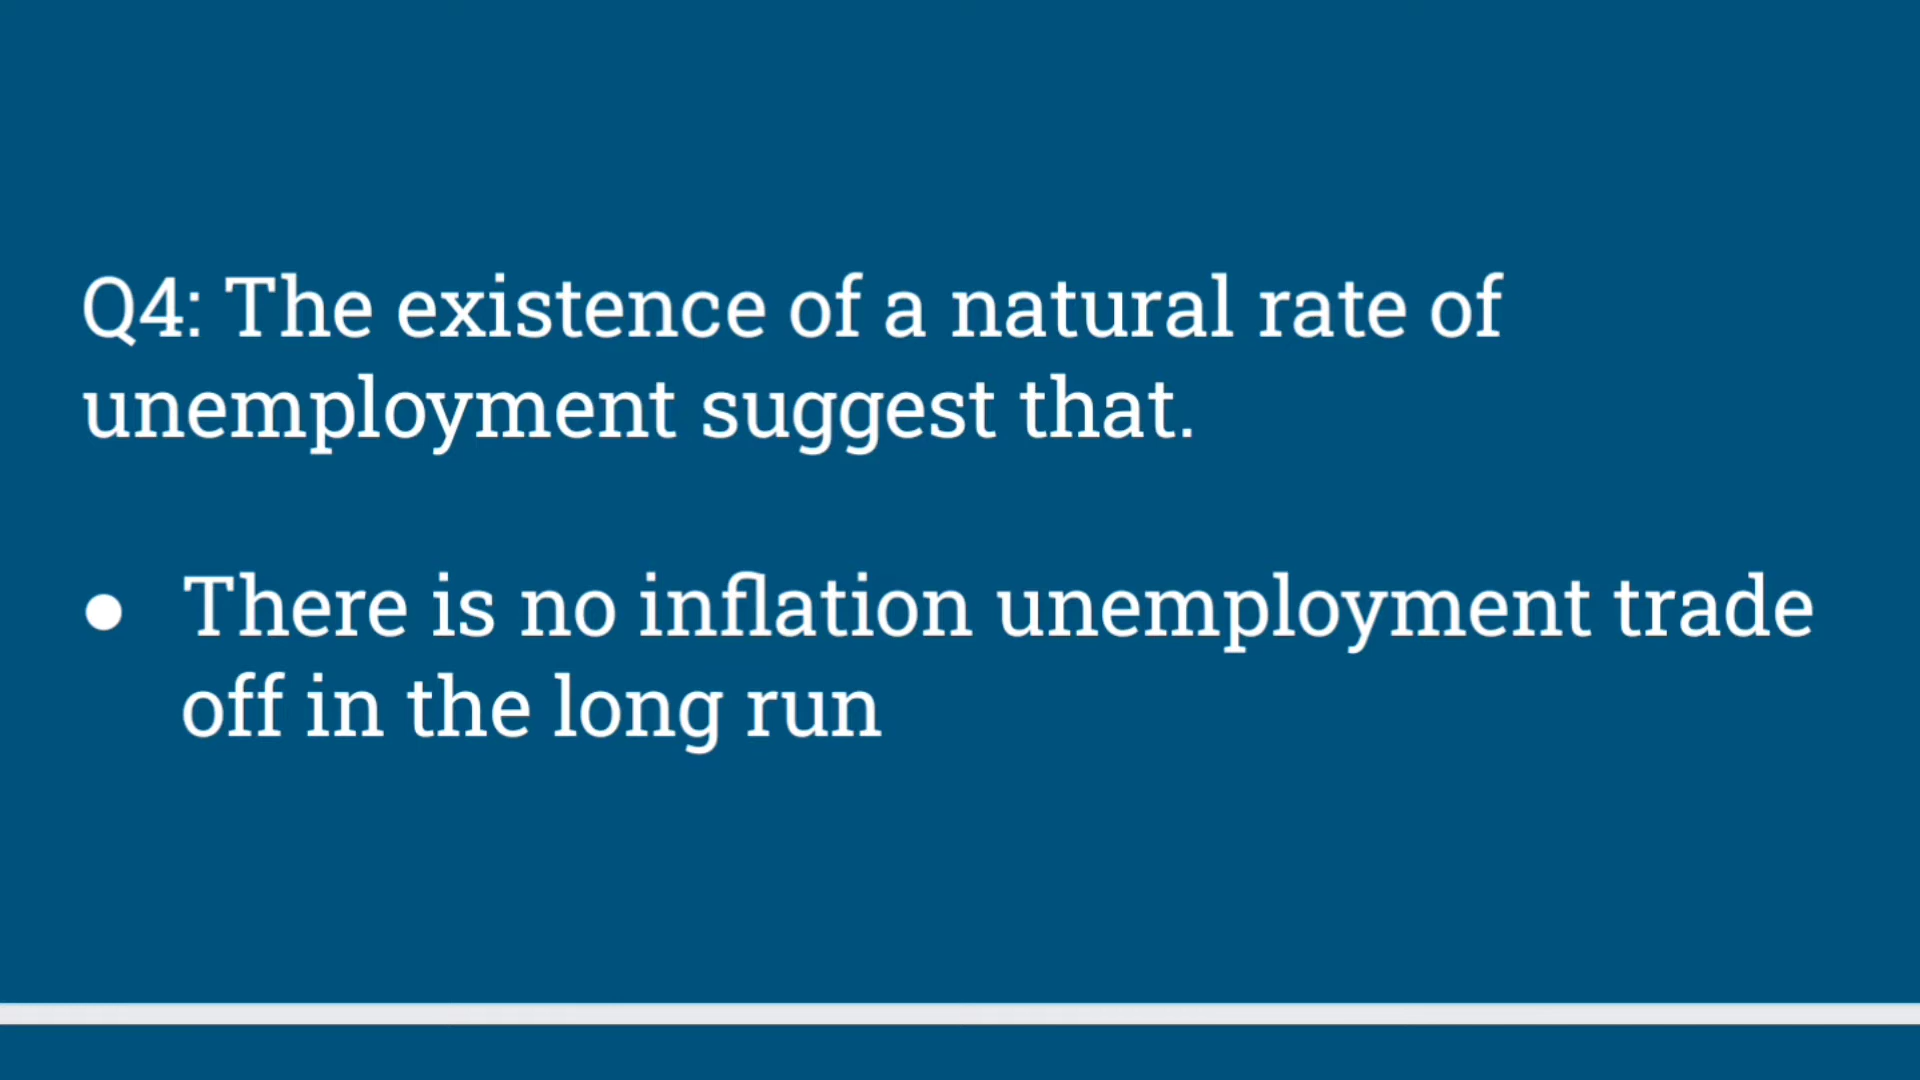 Q4: The existence of a natural rate of
unemployment suggest that.
● There is no inflation unemployment trade
off in the long run